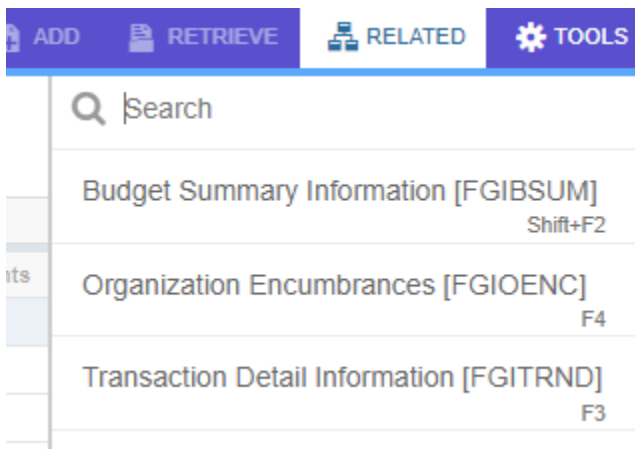 ADD RETRIEVE RELATED TOOLS
Search
Budget Summary Information [FGIBSUM]
Shift+F2
nts
Organization Encumbrances [FGIOENC]
F4
Transaction Detail Information [FGITRND]
F3